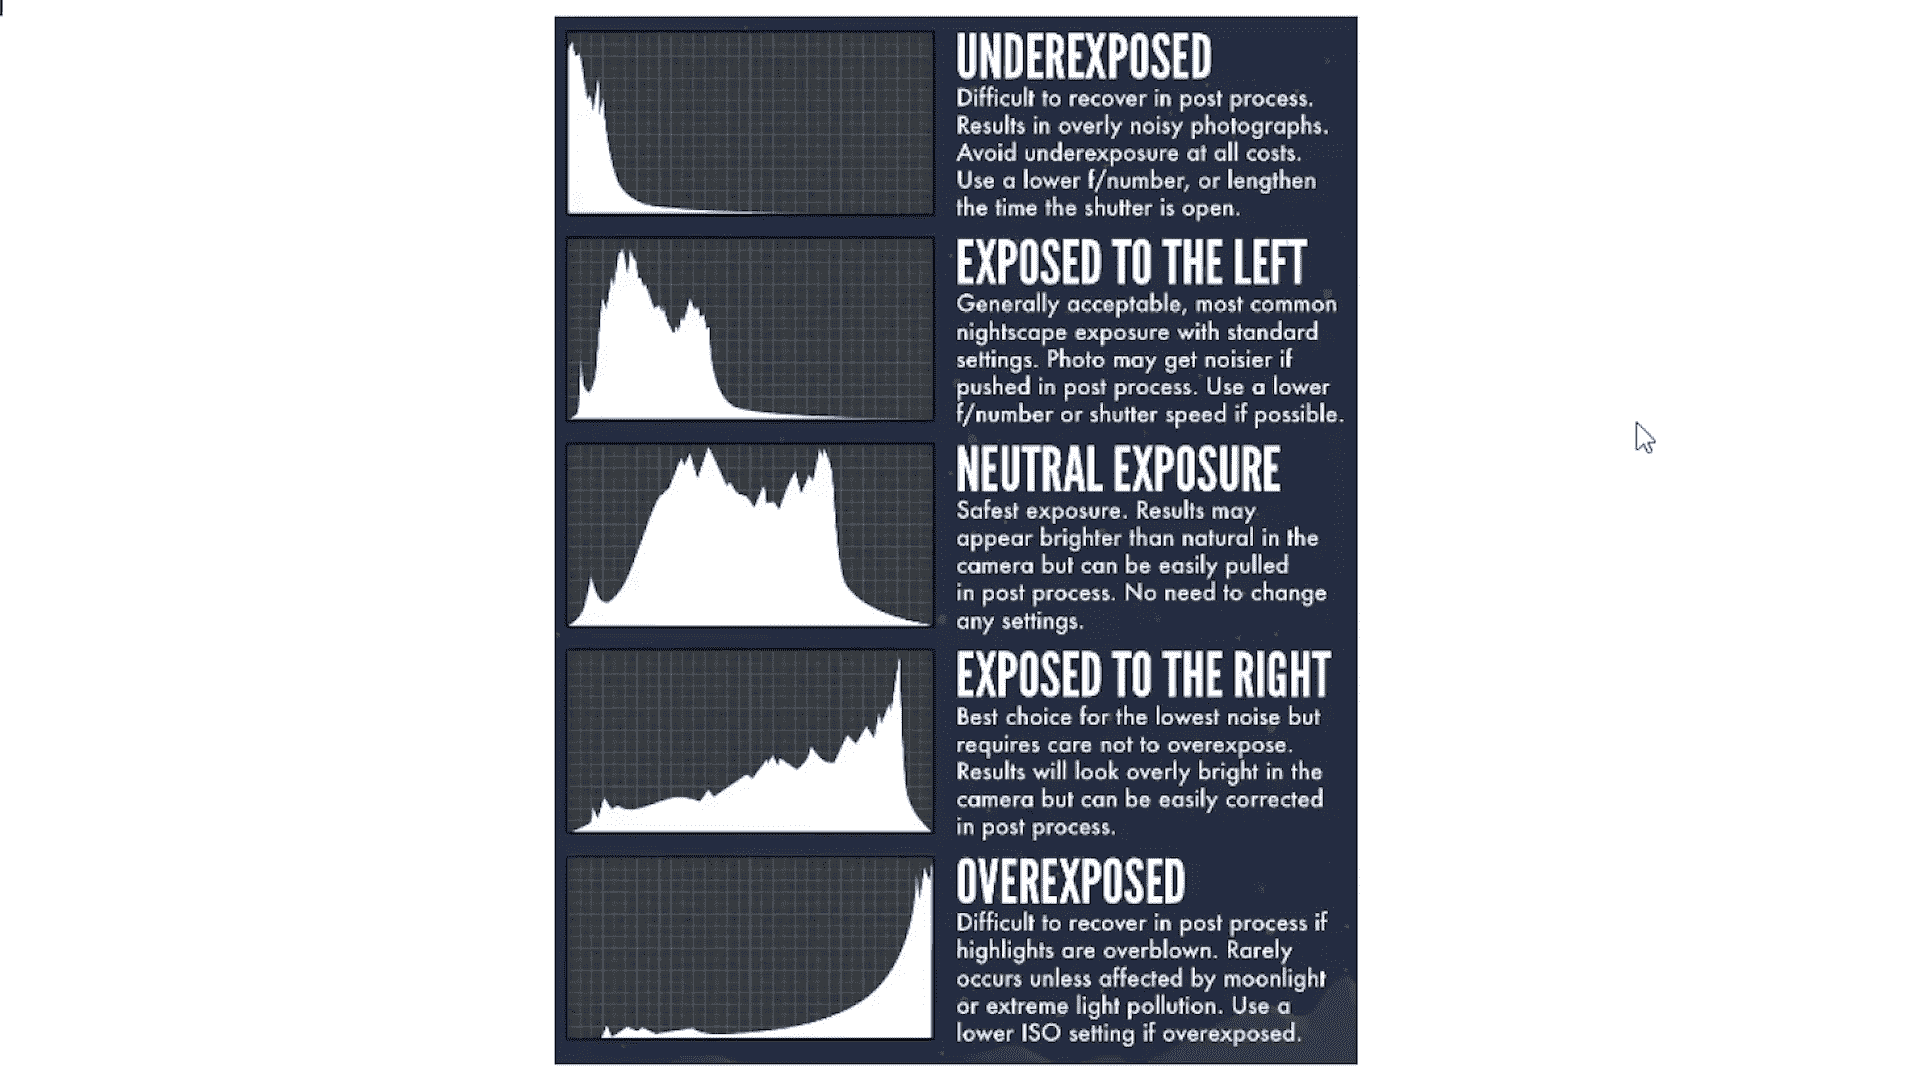 UNDEREXPOSED
Difficult to recover in post process.
Results in overly noisy photographs.
Avoid underexposure at all costs.
Use a lower f/number, or lengthen
the time the shutter is open.
EXPOSED TO THE LEFT
Generally acceptable, most common
nightscape exposure with standard
settings. Photo may get noisier if
pushed in post process. Use a lower
f/number or shutter speed if possible.
NEUTRAL EXPOSURE
Safest exposure. Results may
appear brighter than natural in the
camera but can be easily pulled
in post process. No need to change
any settings.
EXPOSED TO THE RIGHT
Best choice for the lowest noise but
requires care not to overexpose.
Results will look overly bright in the
camera but can be easily corrected
in post process.
OVEREXPOSED
Difficult to recover in post process if
highlights are overblown. Rarely
occurs unless affected by moonlight
or extreme light pollution. Use a
lower ISO setting if overexposed.